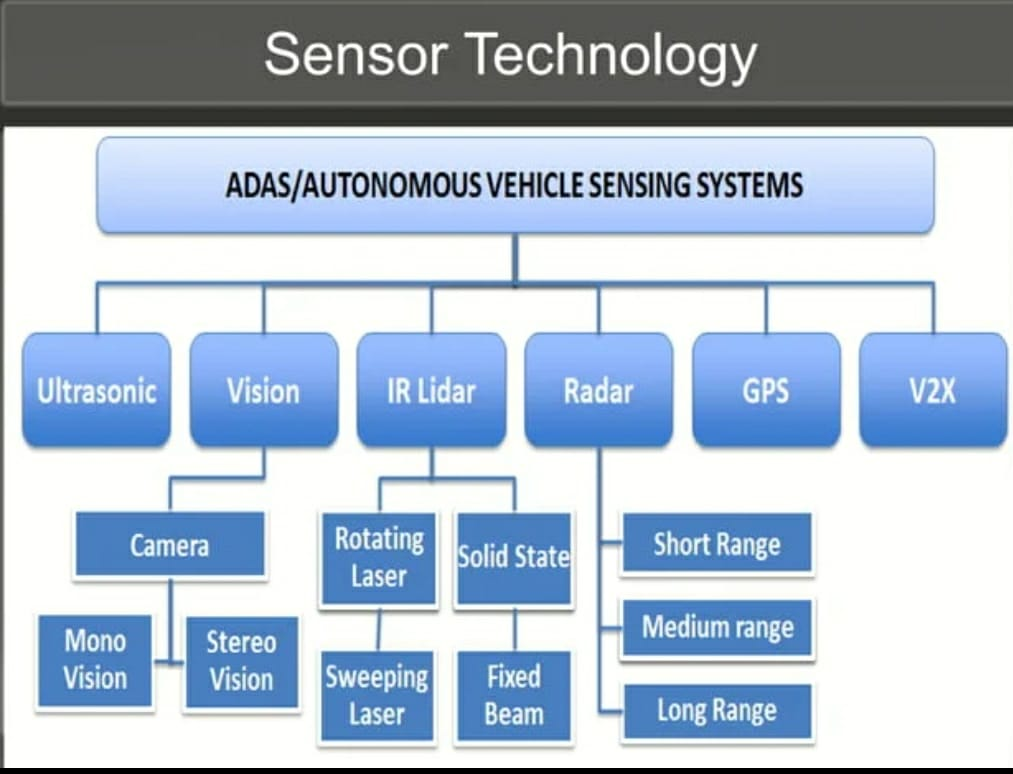 Sensor Technology
ADAS/AUTONOMOUS VEHICLE SENSING SYSTEMS
Ultrasonic
Vision
IR Lidar
Radar
GPS
V2X
Camera
Mono
Vision
Stereo
Vision
Rotating
Laser
Solid State
Sweeping
Laser
Fixed
Beam
Short Range
Medium range
Long Range